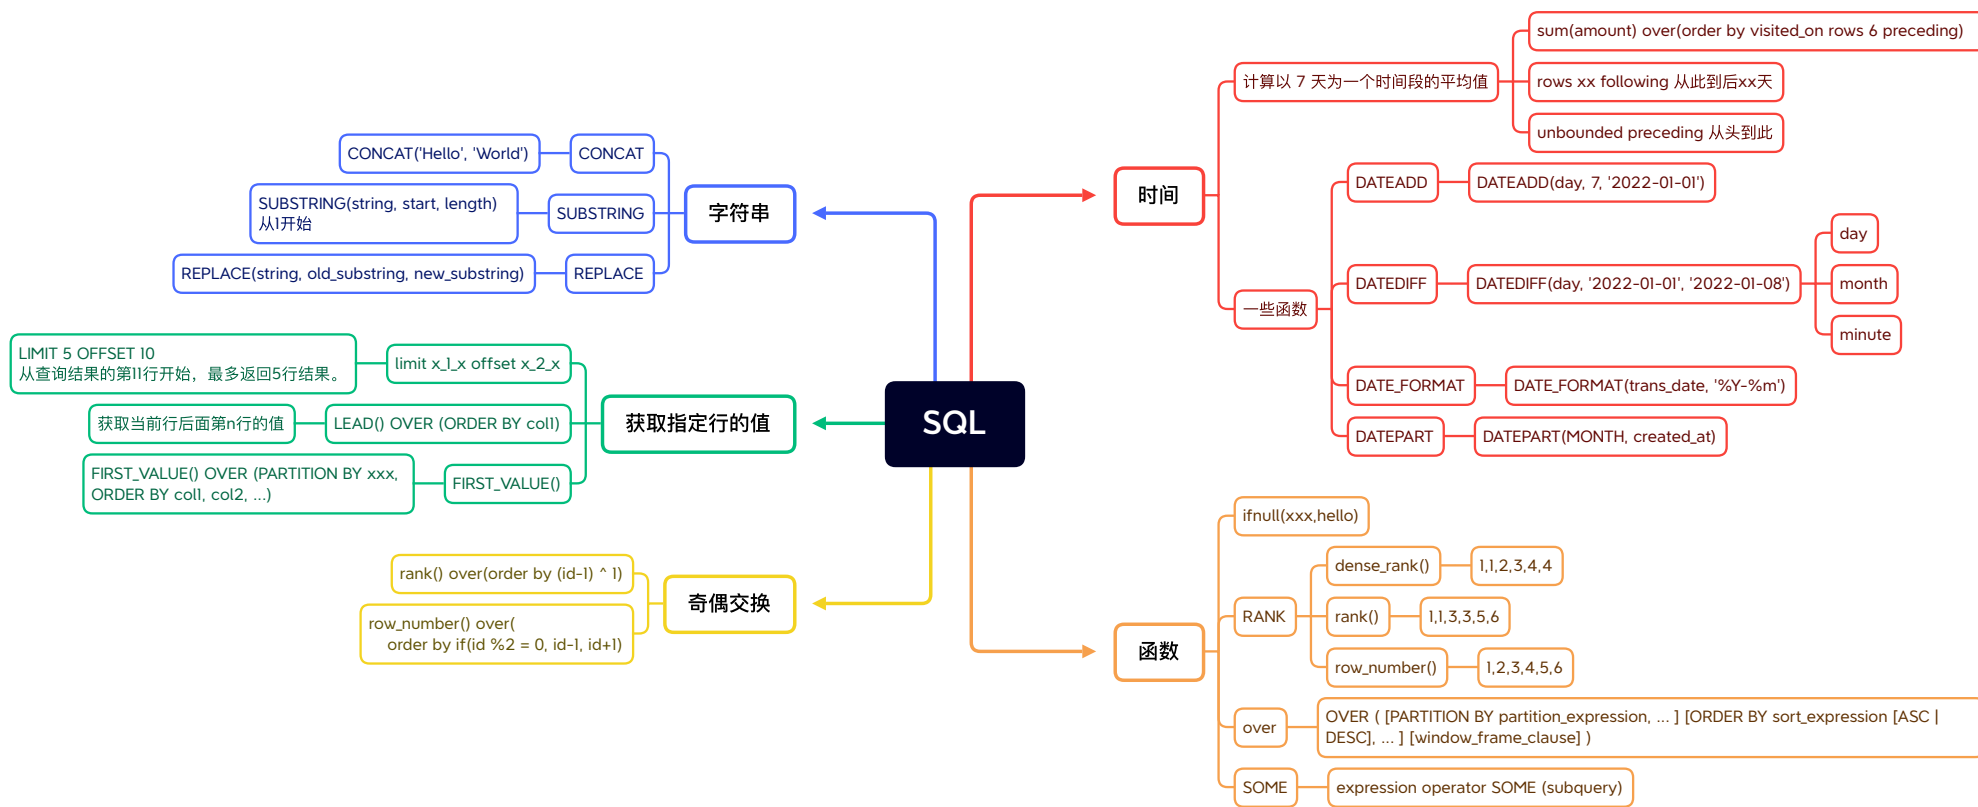 SQL
时间
计算以 7 天为一个时间段的平均值
sum(amount) over(order by visited_on rows 6 preceding)
rows xx following 从此到后xx天
unbounded preceding 从头到此
一些函数
DATEADD
DATEADD(day, 7, '2022-01-01')
DATEDIFF
DATEDIFF(day, '2022-01-01', '2022-01-08')
day
month
minute
DATE_FORMAT
DATE_FORMAT(trans_date, '%Y-%m')
DATEPART
DATEPART(MONTH, created_at)
函数
ifnull(xxx,hello)
RANK
dense_rank()
1,1,2,3,4,4
rank()
1,1,3,3,5,6
row_number()
1,2,3,4,5,6
over
OVER ( [PARTITION BY partition_expression, ... ] [ORDER BY sort_expression [ASC |
DESC], ... ] [window_frame_clause] )
SOME
expression operator SOME (subquery)
字符串
CONCAT
CONCAT('Hello', 'World')
SUBSTRING
SUBSTRING(string, start, length)
从1开始
REPLACE
REPLACE(string, old_substring, new_substring)
获取指定行的值
limit x_1_x offset x_2_x
LIMIT 5 OFFSET 10
从查询结果的第11行开始，最多返回5行结果。
LEAD() OVER (ORDER BY col1)
获取当前行后面第n行的值
FIRST_VALUE()
FIRST_VALUE() OVER (PARTITION BY xxx,
ORDER BY col1, col2, ...)
奇偶交换
rank() over(order by (id-1) ^ 1)
row_number() over(
order by if(id %2 = 0, id-1, id+1)